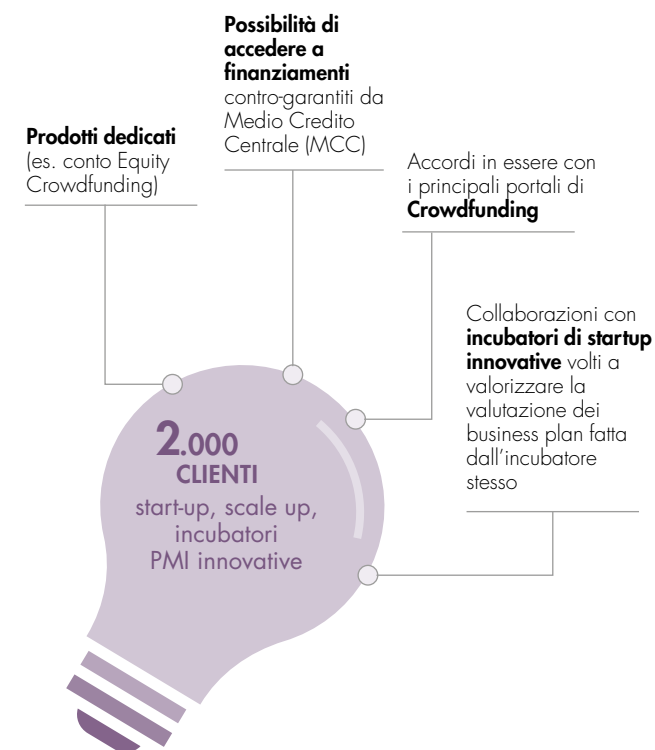 Possibilità di
accedere a
finanziamenti
contro-garantiti da
Medio Credito
Centrale (MCC)
Prodotti dedicati
(es. conto Equity
Crowdfunding)
Accordi in essere con
i principali portali di
Crowdfunding
Collaborazioni con
incubatori di startup
innovative volti a
valorizzare la
valutazione dei
business plan fatta
dall'incubatore
stesso
2.000
CLIENTI
start-up, scale up,
incubatori
PMI innovative